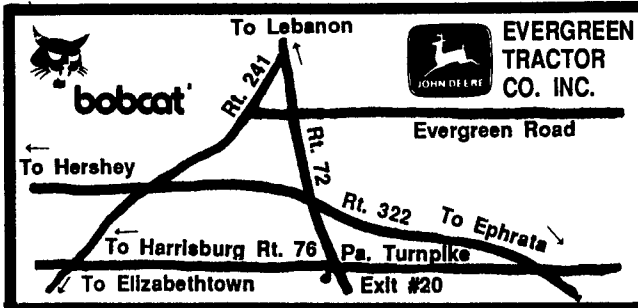 To Lebanon
bobcat
JOHN DEERE
EVERGREEN
TRACTOR
CO. INC.
Rt. 241
Rt. 72
Evergreen Road
To Hershey
Rt. 322
To Ephrata
To Harrisburg Rt. 76
Pa. Turnpike
To Elizabethtown
Exit #20